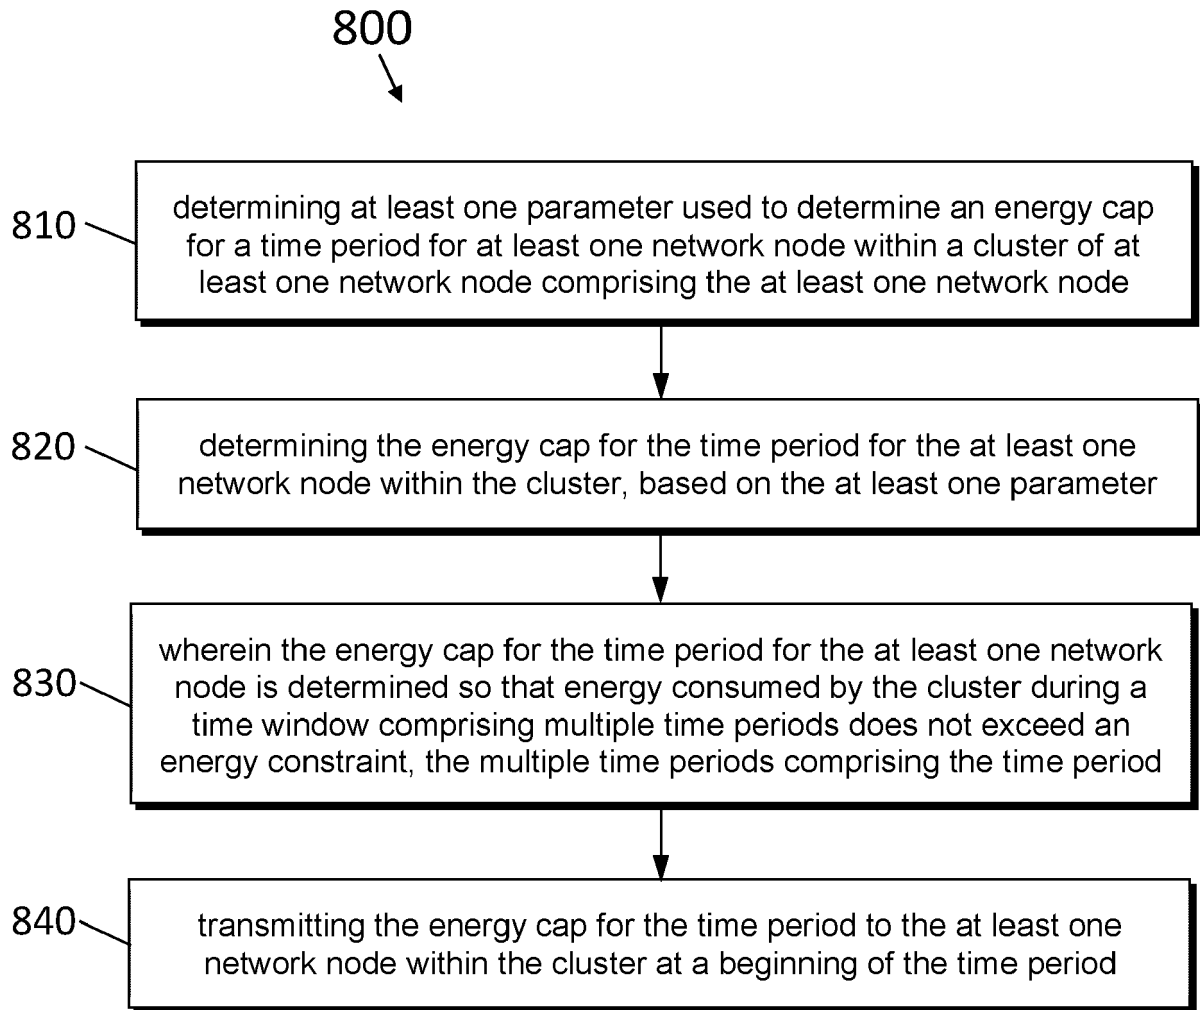 800
810
determining at least one parameter used to determine an energy cap
for a time period for at least one network node within a cluster of at
least one network node comprising the at least one network node
820
determining the energy cap for the time period for the at least one
network node within the cluster, based on the at least one parameter
830
wherein the energy cap for the time period for the at least one network
node is determined so that energy consumed by the cluster during a
time window comprising multiple time periods does not exceed an
energy constraint, the multiple time periods comprising the time period
840
transmitting the energy cap for the time period to the at least one
network node within the cluster at a beginning of the time period